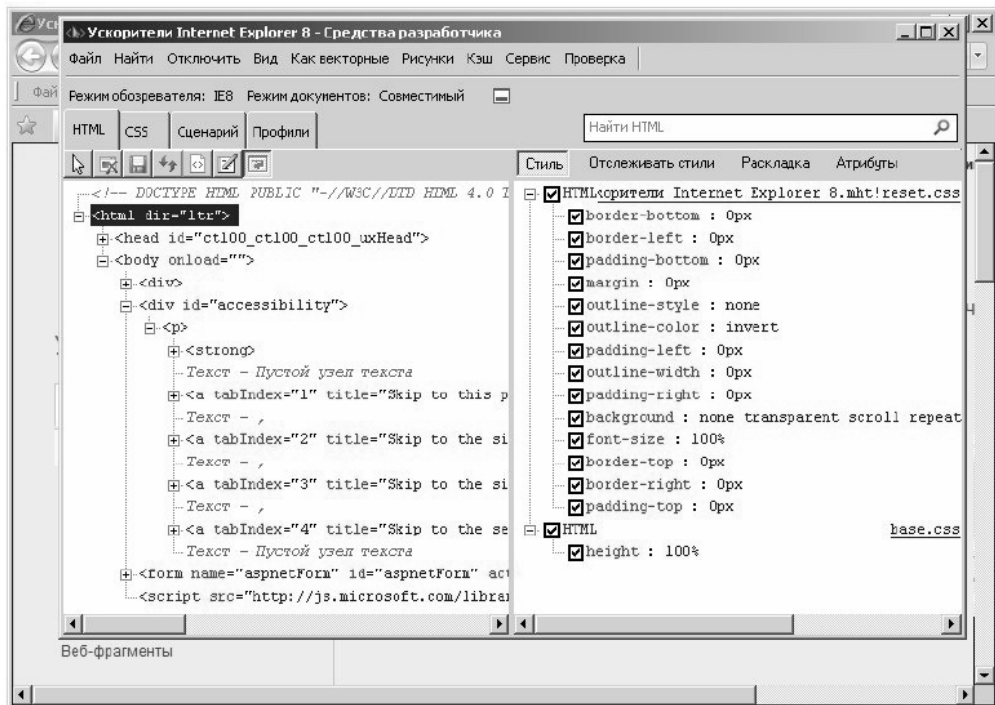 Ускорители Internet Explorer 8 - Средства разработчика
Файл Найти Отключить Вид Как векторные Рисунки Кэш Сервис Проверка
Фай
Режим обозревателя: IE8 Режим документов: Совместимый
HTML CSS Сценарий Профили
Найти HTML
Стиль Отслеживать стили Раскладка Атрибуты
<!-- DOCTYPE HTML PUBLIC "-//W3C//DTD HTML 4.0 T
<html dir="ltr">
<head id="ctl00_ctl00_ctl00_uxHead">
<body onload="">
<div>
<div id="accessibility">
<p>
<strong>
Текст - Пустой узел текста
<a tabIndex="1" title="Skip to this p
Текст - ,
<a tabIndex="2" title="Skip to the si
Текст - ,
<a tabIndex="3" title="Skip to the si
Текст - ,
<a tabIndex="4" title="Skip to the se
Текст - Пустой узел текста
<form name="aspnetForm" id="aspnetForm" act
<script src="http://js.microsoft.com/librar
HTML корители Internet Explorer 8.mht!reset.css
border-bottom : 0px
border-left : 0px
padding-bottom : 0px
margin : 0px
outline-style : none
outline-color : invert
padding-left : 0px
outline-width : 0px
padding-right : 0px
background : none transparent scroll repeat
font-size : 100%
border-top : 0px
border-right : 0px
padding-top : 0px
HTML base.css
height : 100%
Веб-фрагменты